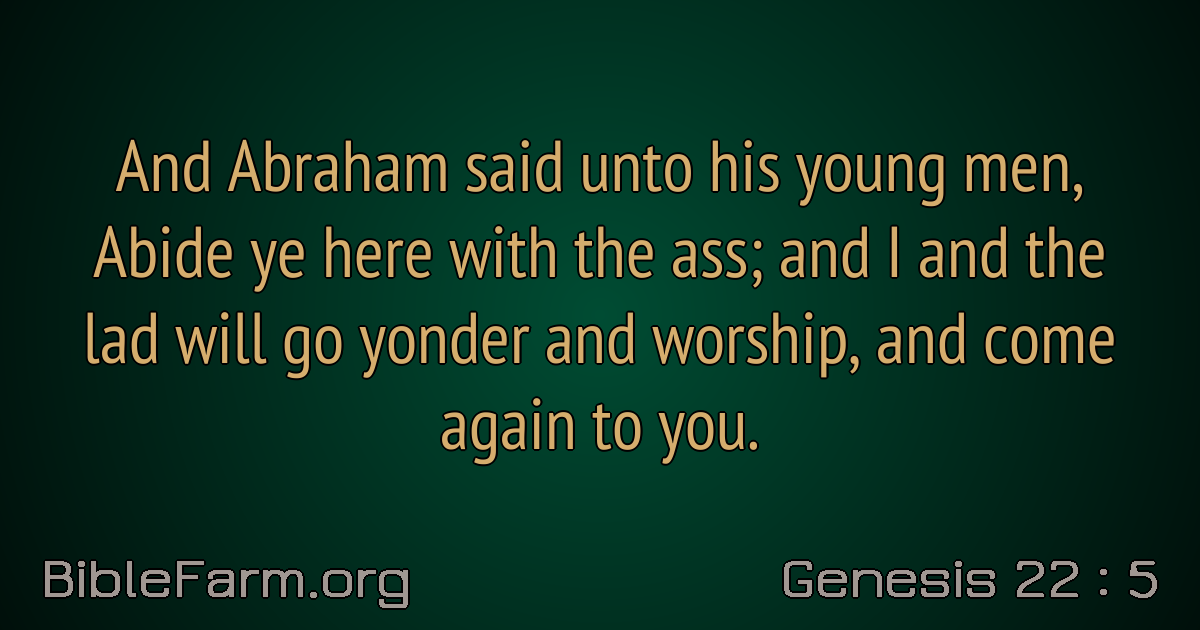 And Abraham said unto his young men,
Abide ye here with the ass; and I and the
lad will go yonder and worship, and come
again to you.
BibleFarm.org
Genesis 22 : 5